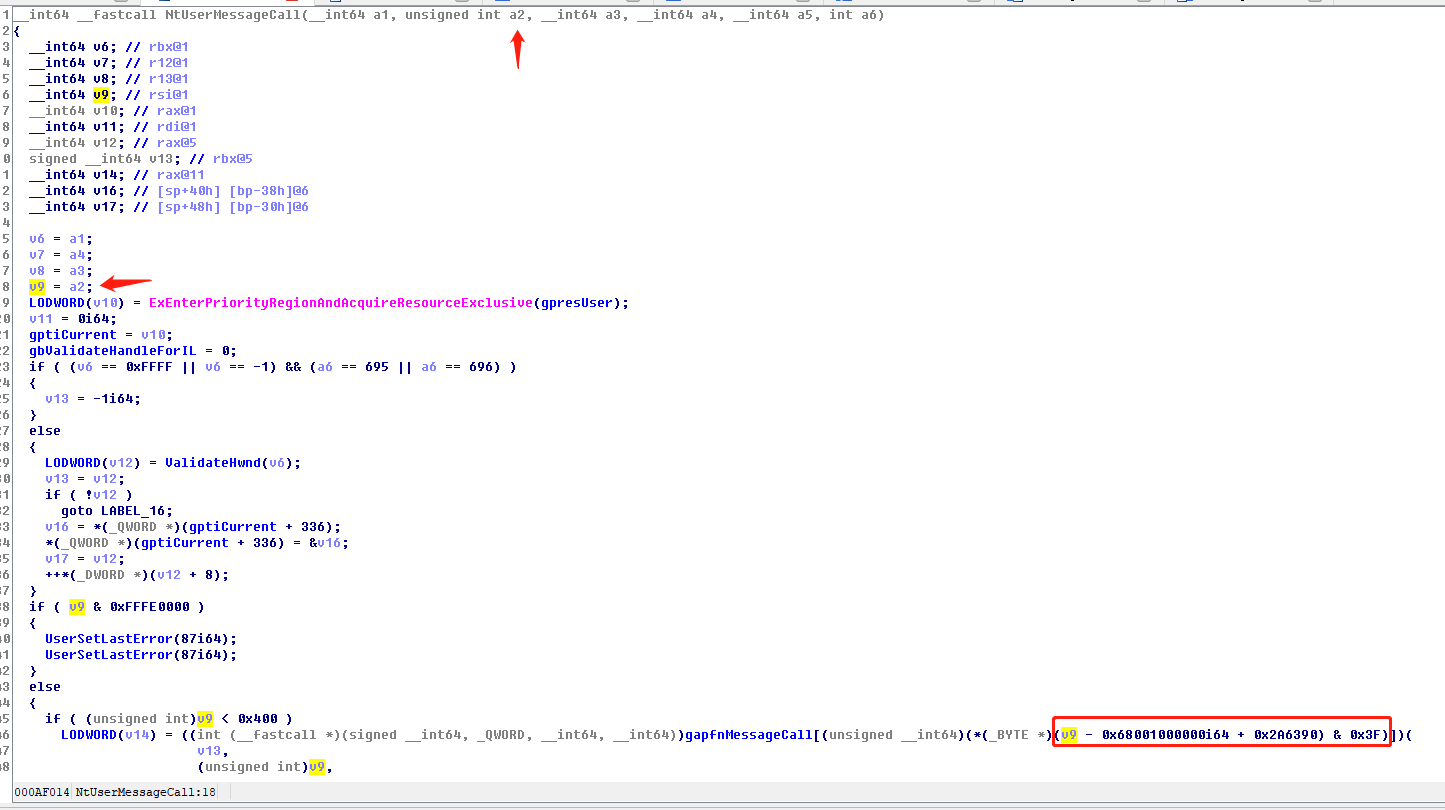 1 __int64 __fastcall NtUserMessageCall(__int64 a1, unsigned int a2, __int64 a3, __int64 a4, __int64 a5, int a6)
2 {
3 __int64 v6; // rbx@1
4 __int64 v7; // r12@1
5 __int64 v8; // r13@1
6 __int64 v9; // rsi@1
7 __int64 v10; // rax@1
8 __int64 v11; // rdi@1
9 __int64 v12; // rax@5
0 signed __int64 v13; // rbx@5
1 __int64 v14; // rax@11
2 __int64 v16; // [sp+40h] [bp-38h]@6
3 __int64 v17; // [sp+48h] [bp-30h]@6
4
5 v6 = a1;
6 v7 = a4;
7 v8 = a3;
8 v9 = a2;
9 LODWORD(v10) = ExEnterPriorityRegionAndAcquireResourceExclusive(gpresUser);
20 v11 = 0i64;
21 gptiCurrent = v10;
22 gbValidateHandleForIL = 0;
23 if ( (v6 == 0xFFFF || v6 == -1) && (a6 == 695 || a6 == 696) )
24 {
25 v13 = -1i64;
26 }
27 else
28 {
29 LODWORD(v12) = ValidateHwnd(v6);
30 v13 = v12;
31 if ( !v12 )
32 goto LABEL_16;
33 v16 = *(_QWORD *)(gptiCurrent + 336);
34 *(_QWORD *)(gptiCurrent + 336) = &v16;
35 v17 = v12;
36 ++*(_DWORD *)(v12 + 8);
37 }
38 if ( v9 & 0xFFFE0000 )
39 {
40 UserSetLastError(87i64);
41 UserSetLastError(87i64);
42 }
43 else
44 {
45 if ( (unsigned int)v9 < 0x400 )
46 LODWORD(v14) = ((int (__fastcall *)(signed __int64, _QWORD, __int64, __int64))gapfnMessageCall[(unsigned __int64)(*(_BYTE *)(v9 - 0x68001000000i64 + 0x2A6390) & 0x3F)])(
47 v13,
48 (unsigned int)v9,
000AF014 NtUserMessageCall:18